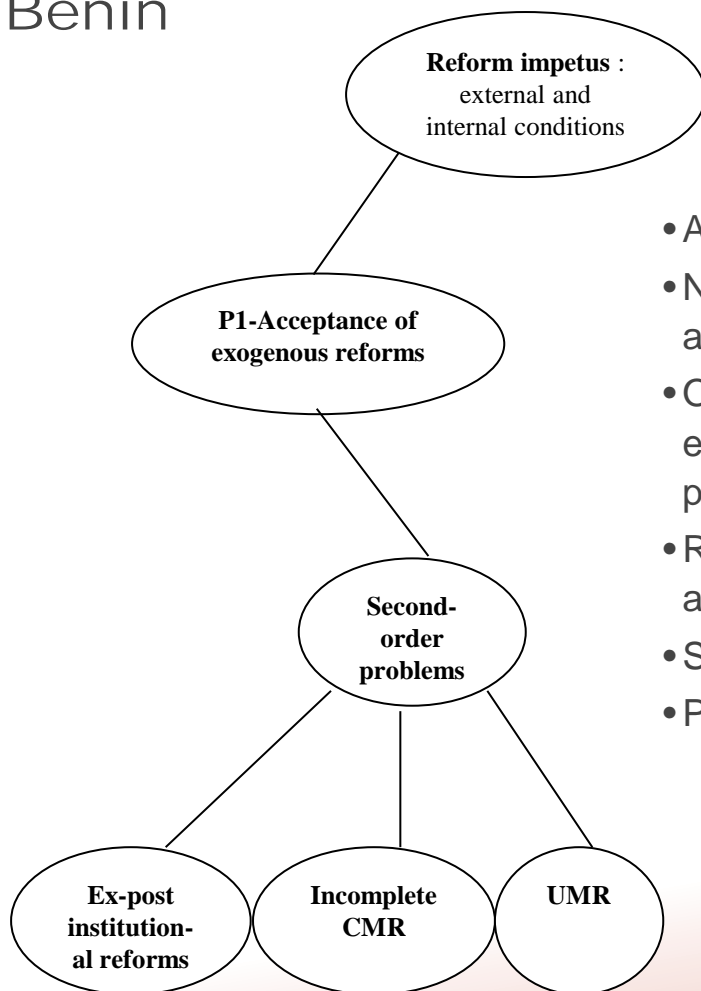 Benin
Reform impetus :
external and
internal conditions
P1-Acceptance of
exogenous reforms
Second-
order
problems
Ex-post
institution-
al reforms
Incomplete
CMR
UMR